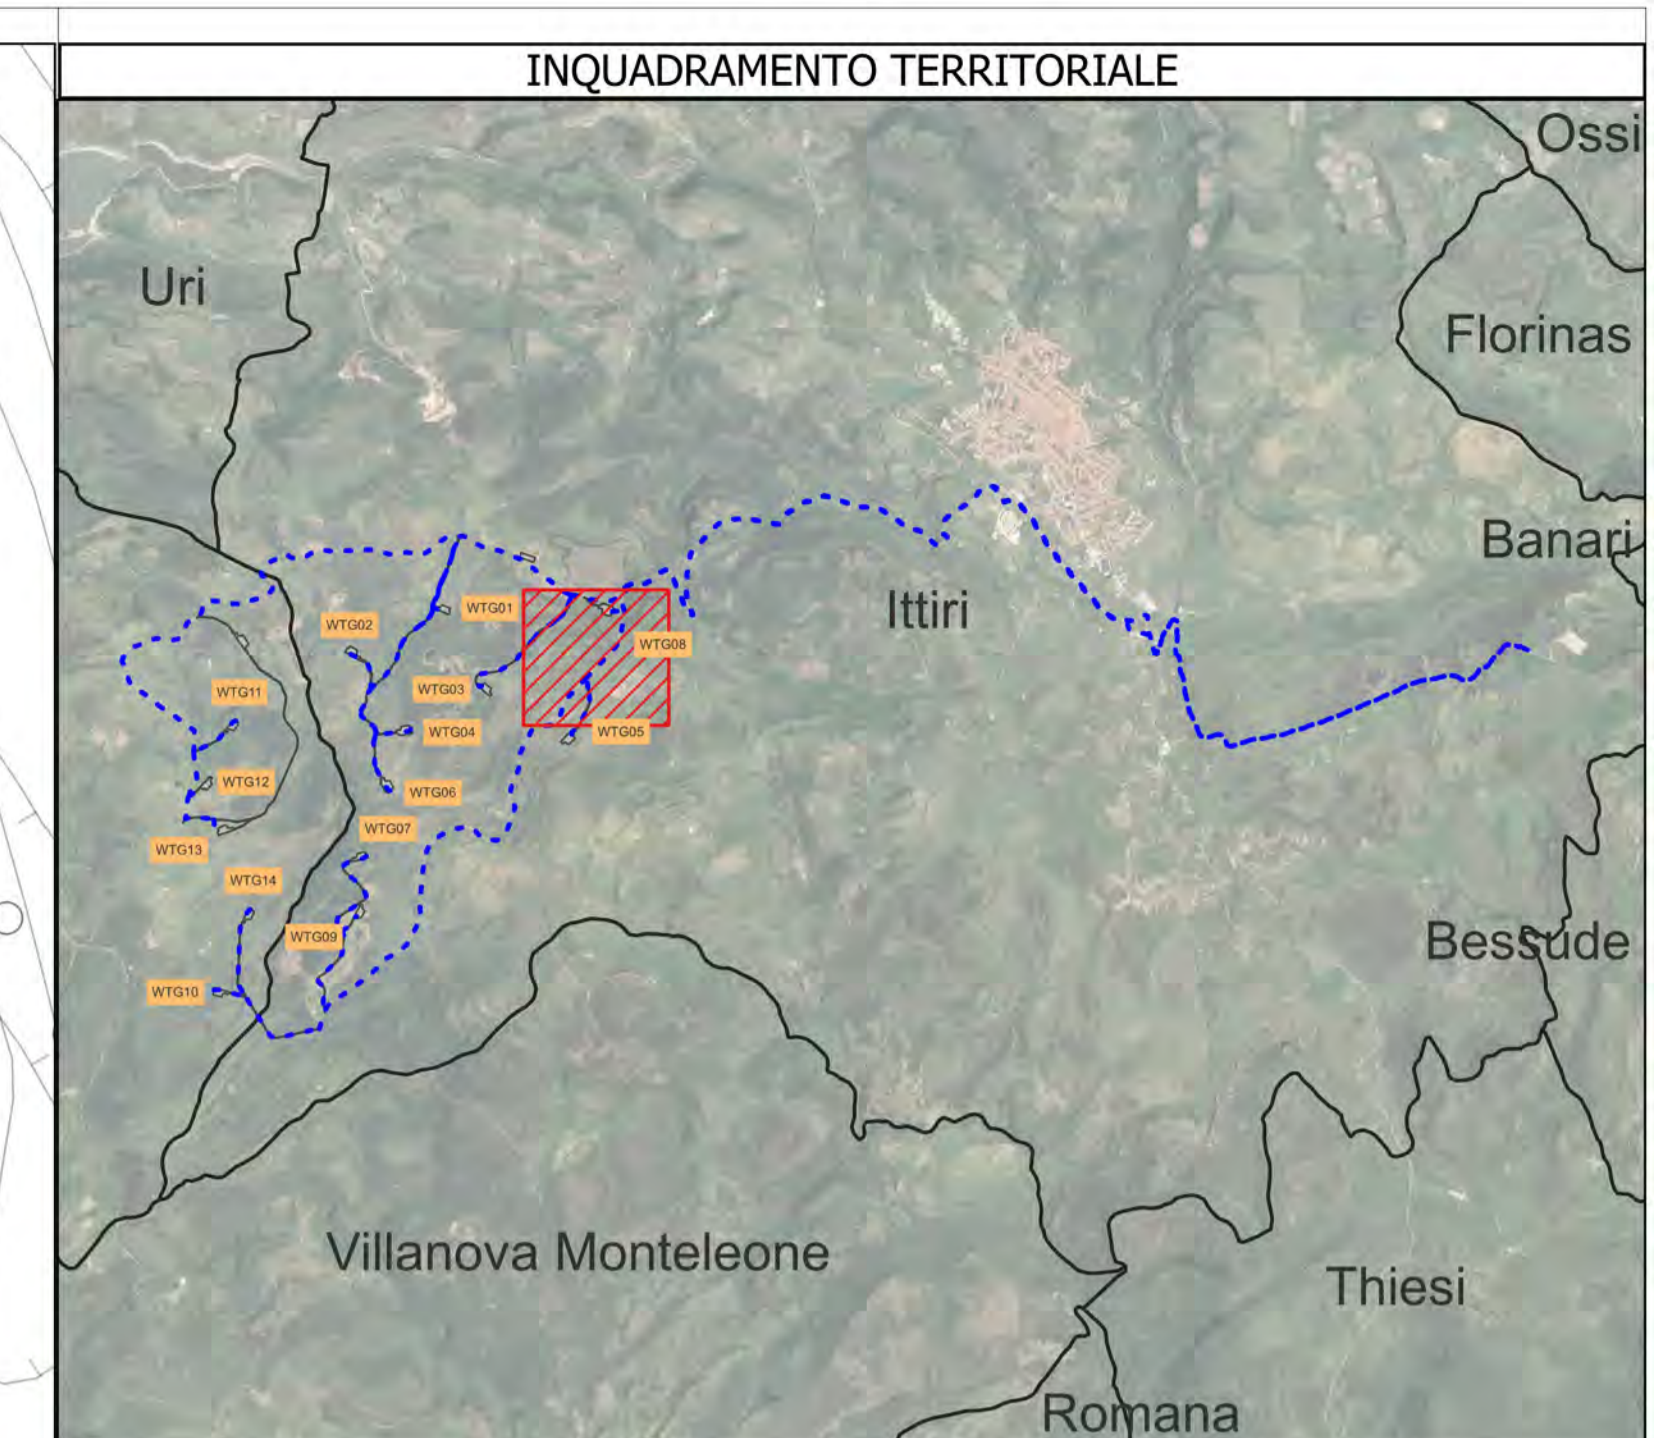 INQUADRAMENTO TERRITORIALE
Ossi
Uri
Florinas
Banari
Ittiri
WTG01
WTG02
WTG08
WTG03
WTG11
WTG04
WTG05
WTG12
WTG06
WTG07
WTG13
WTG14
WTG09
Bessude
WTG10
Villanova Monteleone
Thiesi
Romana